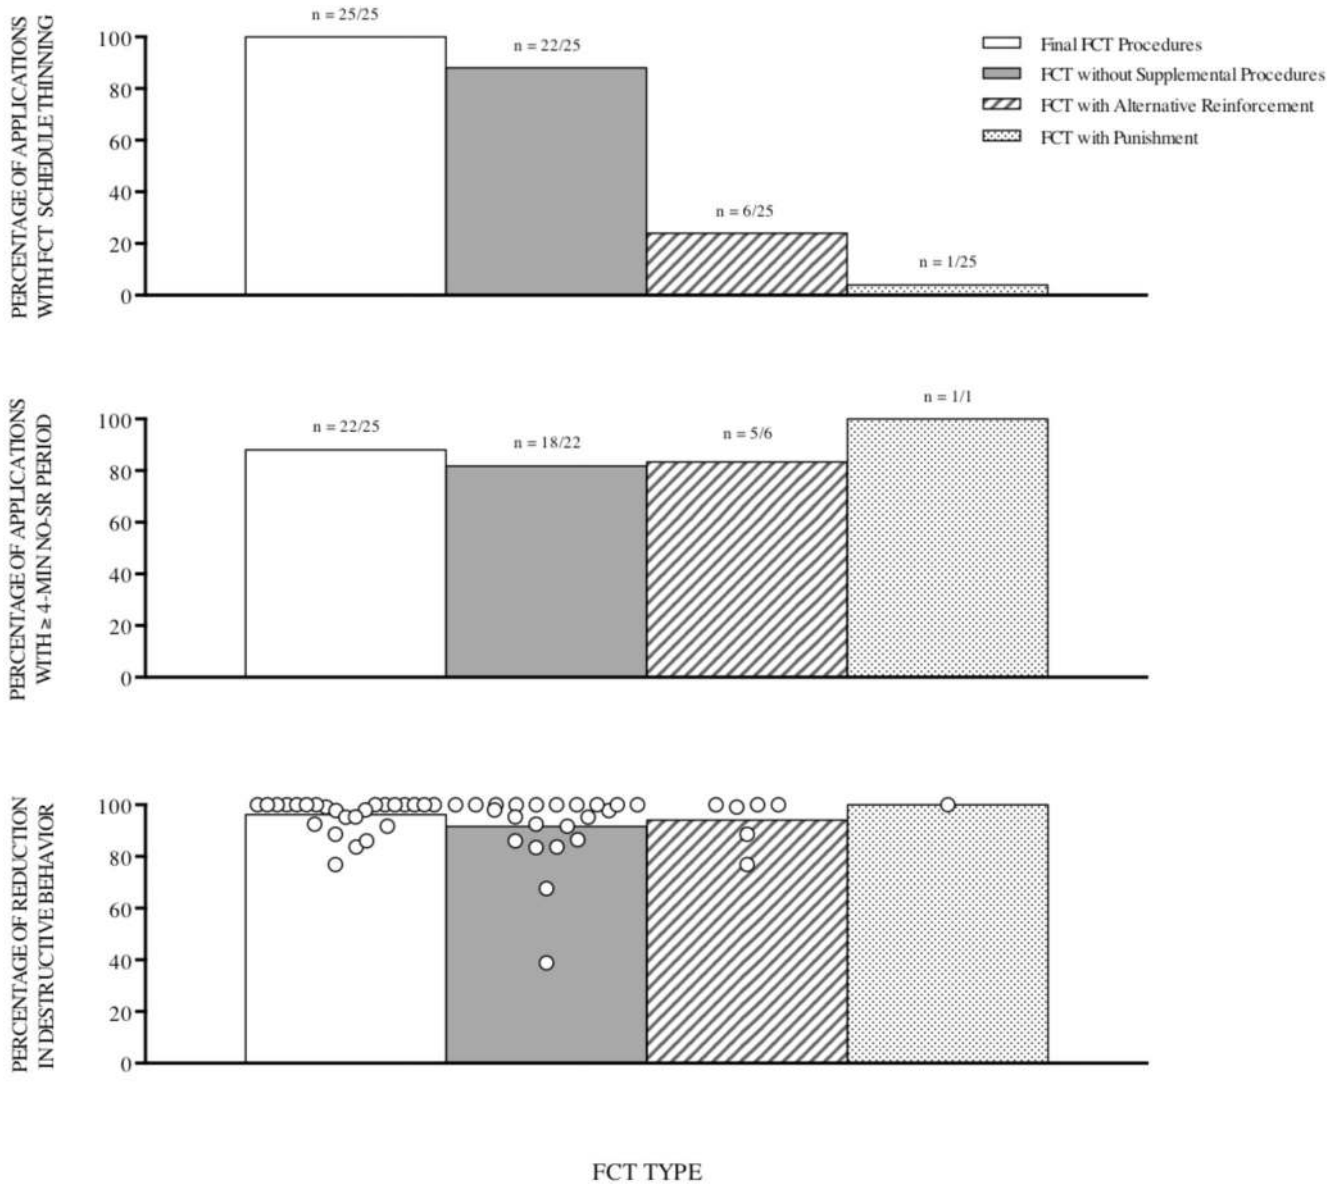 PERCENTAGE OF APPLICATIONS
WITH FCT SCHEDULE THINNING
100
80
60
40
20
0
n = 25/25
n = 22/25
n = 6/25
n = 1/25
Final FCT Procedures
FCT without Supplemental Procedures
FCT with Alternative Reinforcement
FCT with Punishment
PERCENTAGE OF APPLICATIONS
WITH ≥ 4-MIN NO-SR PERIOD
100
80
60
40
20
0
n = 22/25
n = 18/22
n = 5/6
n = 1/1
PERCENTAGE OF REDUCTION
IN DESTRUCTIVE BEHAVIOR
100
80
60
40
20
0
FCT TYPE